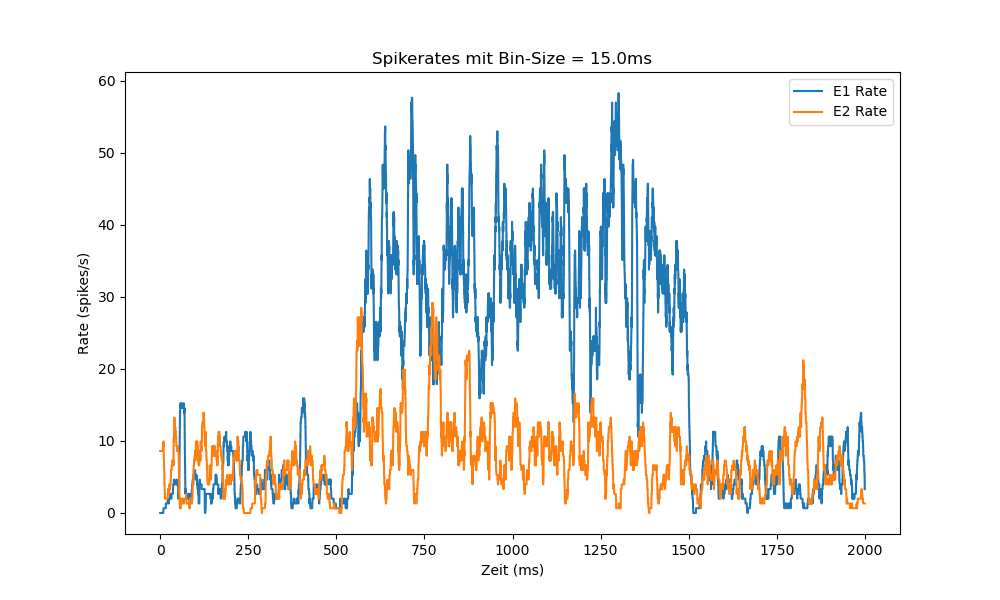 Spikerates mit Bin-Size = 15.0ms
E1 Rate
E2 Rate
60
50
40
30
20
10
0
Rate (spikes/s)
0 250 500 750 1000 1250 1500 1750 2000
Zeit (ms)